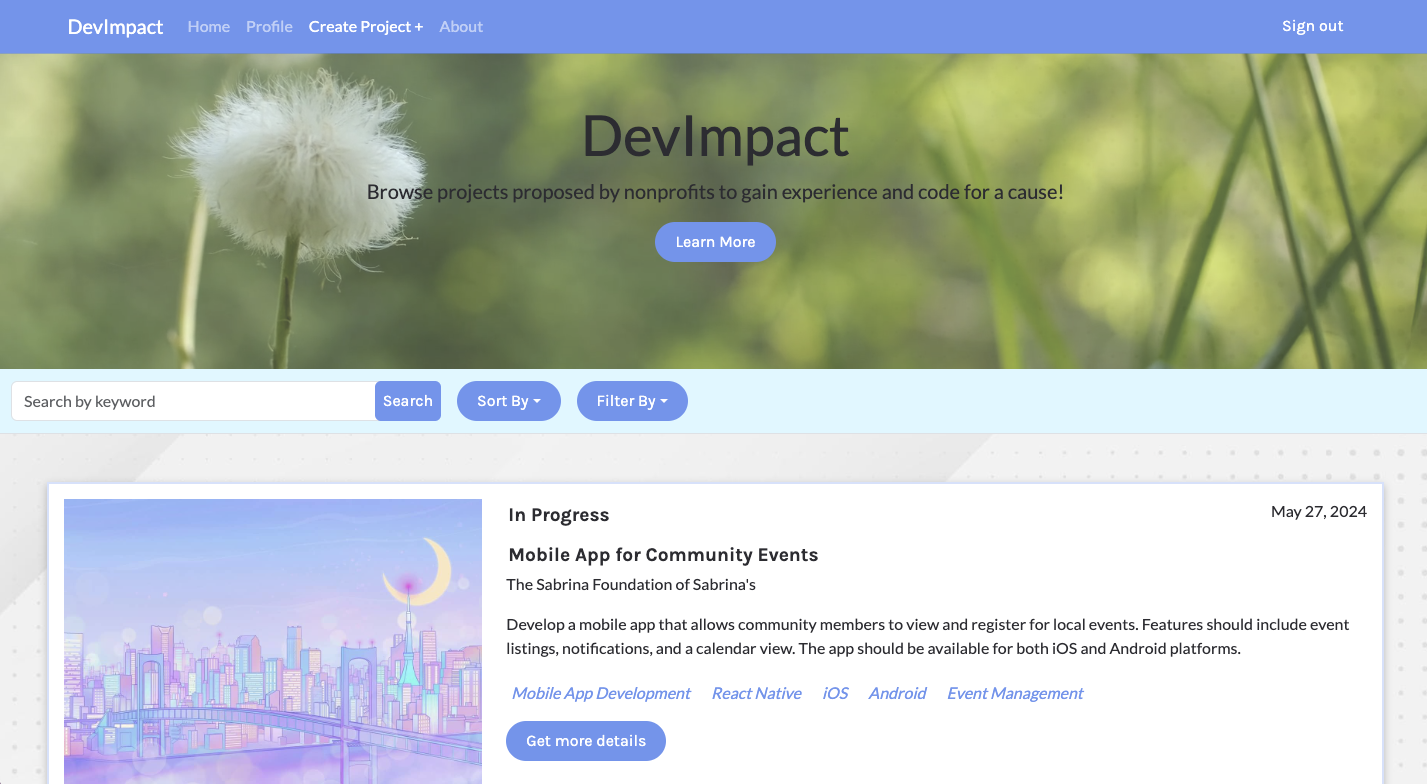 DevImpact Home Profile Create Project + About Sign out
DevImpact
Browse projects proposed by nonprofits to gain experience and code for a cause!
Learn More
Search by keyword Search Sort By Filter By
In Progress May 27, 2024
Mobile App for Community Events
The Sabrina Foundation of Sabrina's
Develop a mobile app that allows community members to view and register for local events. Features should include event
listings, notifications, and a calendar view. The app should be available for both iOS and Android platforms.
Mobile App Development React Native iOS Android Event Management
Get more details